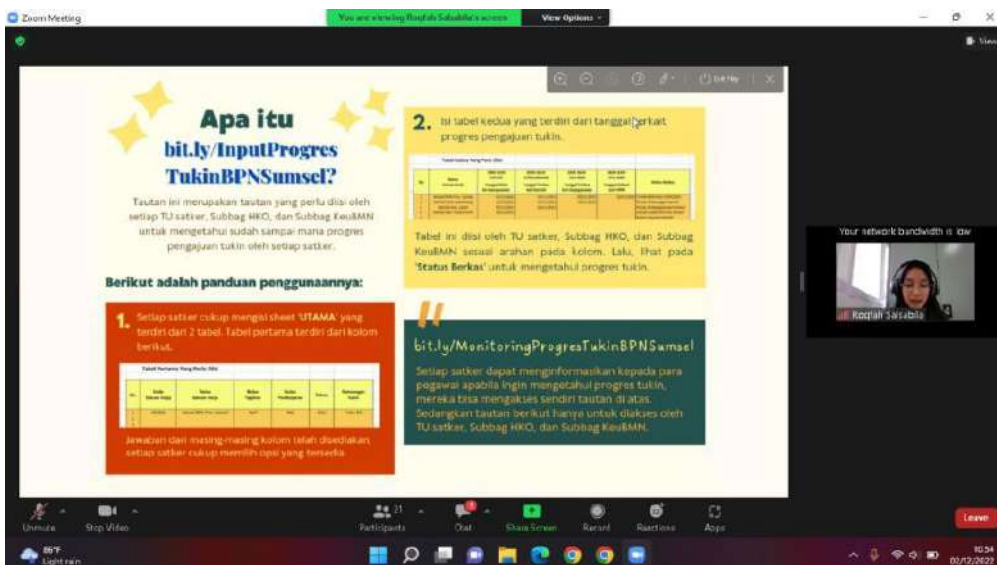 Zoom Meeting
You are viewing Roqfah Salsabila's screen
View Options
View
Apa itu
bit.ly/InputProgres
TukinBPNSumsel?
Tautan ini merupakan tautan yang perlu diisi oleh
setiap TU satker, Subbag HKO, dan Subbag KeuBMN
untuk mengetahui sudah sampai mana progres
pengajuan tukin oleh setiap satker.
Berikut adalah panduan penggunaannya:
1. Setiap satker cukup mengisi sheet 'UTAMA' yang
terdiri dari 2 tabel. Tabel pertama terdiri dari kolom
berikut.
Tabel Pertama Yang Perlu Diisi
Jawaban dari masing-masing kolom telah disediakan,
setiap satker cukup memilih opsi yang tersedia
2. Isi tabel kedua yang terdiri dari tanggal terkait
progres pengajuan tukin.
Tabel ini diisi oleh TU satker, Subbag HKO, dan Subbag
KeuBMN sesuai arahan pada kolom. Lalu, lihat pada
'Status Berkas' untuk mengetahui progres tukin.
bit.ly/MonitoringProgresTukinBPNSumsel
Setiap satker dapat menginformasikan kepada para
pegawai apabila ingin mengetahui progres tukin,
mereka bisa mengakses sendiri tautan di atas.
Sedangkan tautan berikut hanya untuk diakses oleh
TU satker, Subbag HKO, dan Subbag KeuBMN.
Your network bandwidth is low
Roqfah Salsabila
Unmute
Stop Video
21
Participants
Chat
Share Screen
Record
Reactions
Apps
Leave
86°F
Light rain
10:54
02/12/2022